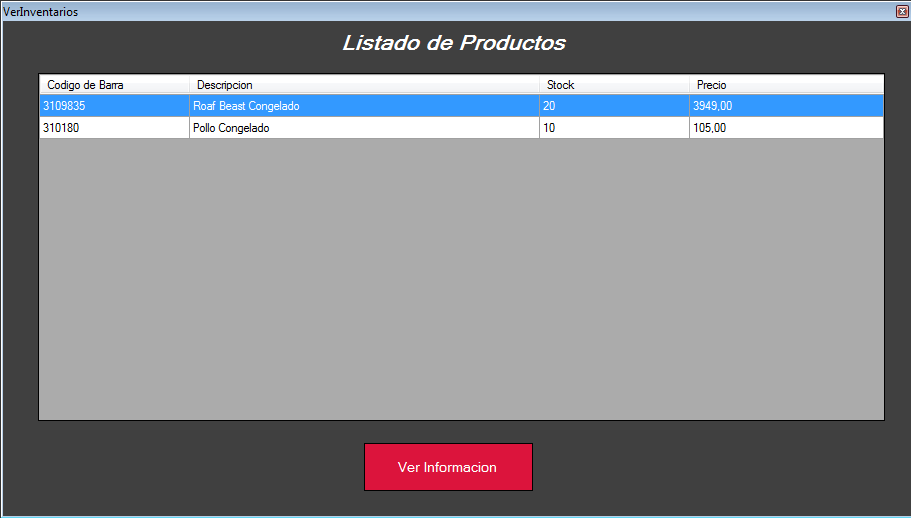 VerInventarios
Listado de Productos
Codigo de Barra Descripcion Stock Precio
3109835 Roaf Beast Congelado 20 3949,00
310180 Pollo Congelado 10 105,00
Ver Informacion